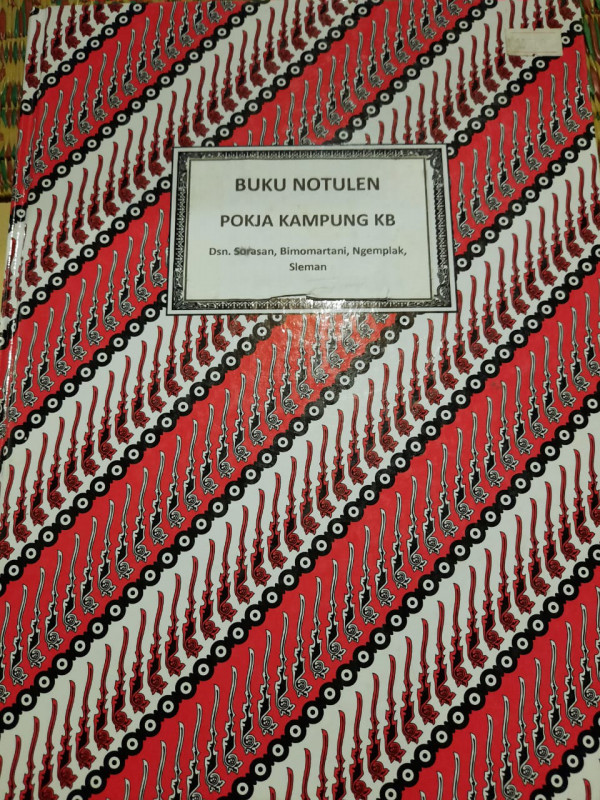 BUKU NOTULEN
POKJA KAMPUNG KB
Dsn. Sorasan, Bimomartani, Ngemplak,
Sleman